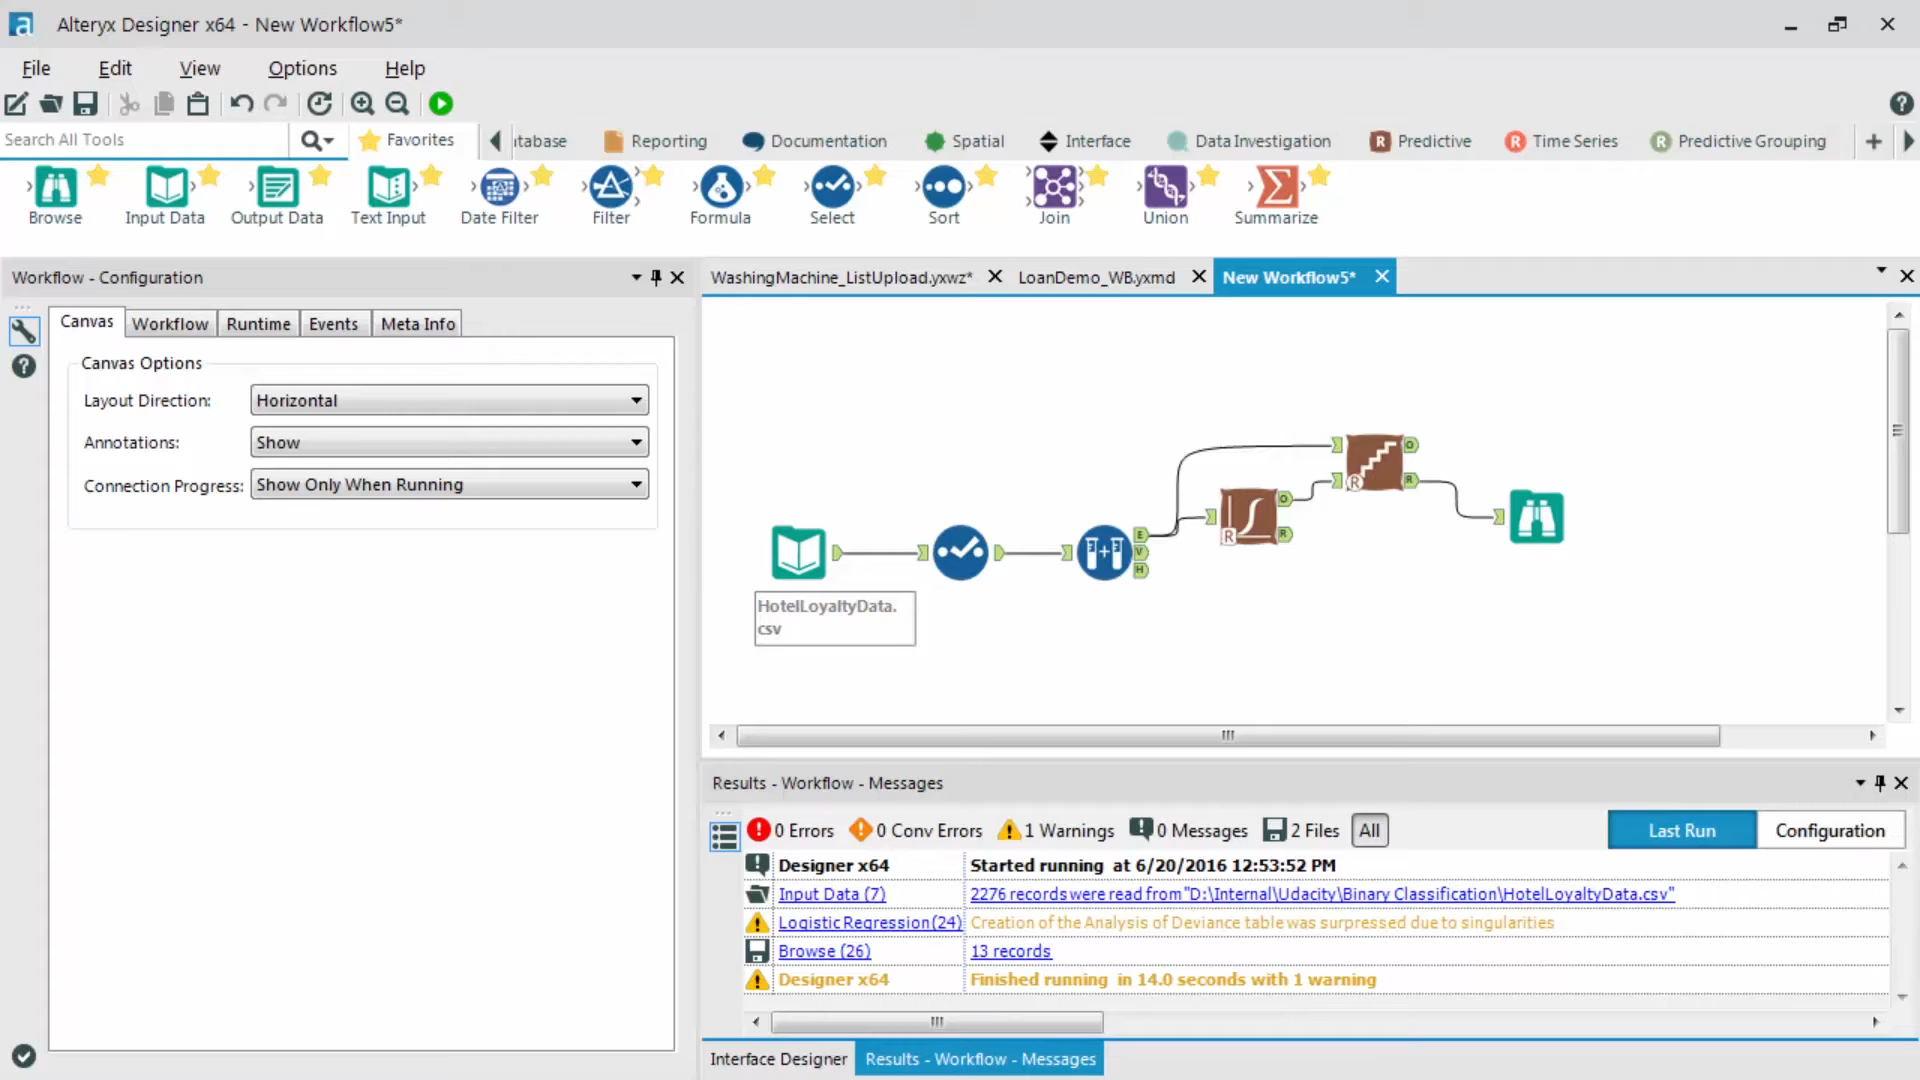 Alteryx Designer x64 - New Workflow5*
File Edit View Options Help
Search All Tools Favorites tabase Reporting Documentation Spatial Interface Data Investigation Predictive Time Series Predictive Grouping
Browse Input Data Output Data Text Input Date Filter Filter Formula Select Sort Join Union Summarize
Workflow - Configuration
WashingMachine_ListUpload.yxwz* LoanDemo_WB.yxmd New Workflow5*
Canvas Workflow Runtime Events Meta Info
Canvas Options
Layout Direction: Horizontal
Annotations: Show
Connection Progress: Show Only When Running
O
R R
O
R R
E
V
H
HotelLoyaltyData.
csv
Results - Workflow - Messages
0 Errors 0 Conv Errors 1 Warnings 0 Messages 2 Files All Last Run Configuration
Designer x64 Started running at 6/20/2016 12:53:52 PM
Input Data (7) 2276 records were read from "D:\Internal\Udacity\Binary Classification\HotelLoyaltyData.csv"
Logistic Regression (24) Creation of the Analysis of Deviance table was surpressed due to singularities
Browse (26) 13 records
Designer x64 Finished running in 14.0 seconds with 1 warning
Interface Designer Results - Workflow - Messages